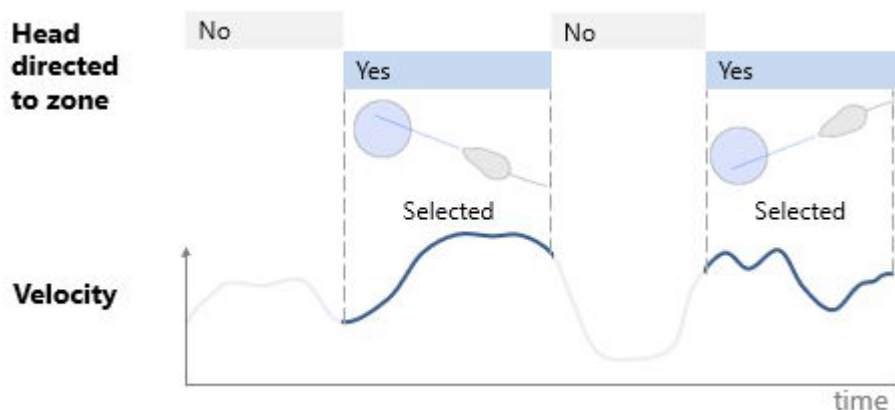 Head
directed
to zone
No
No
Yes
Yes
Selected
Selected
Velocity
time